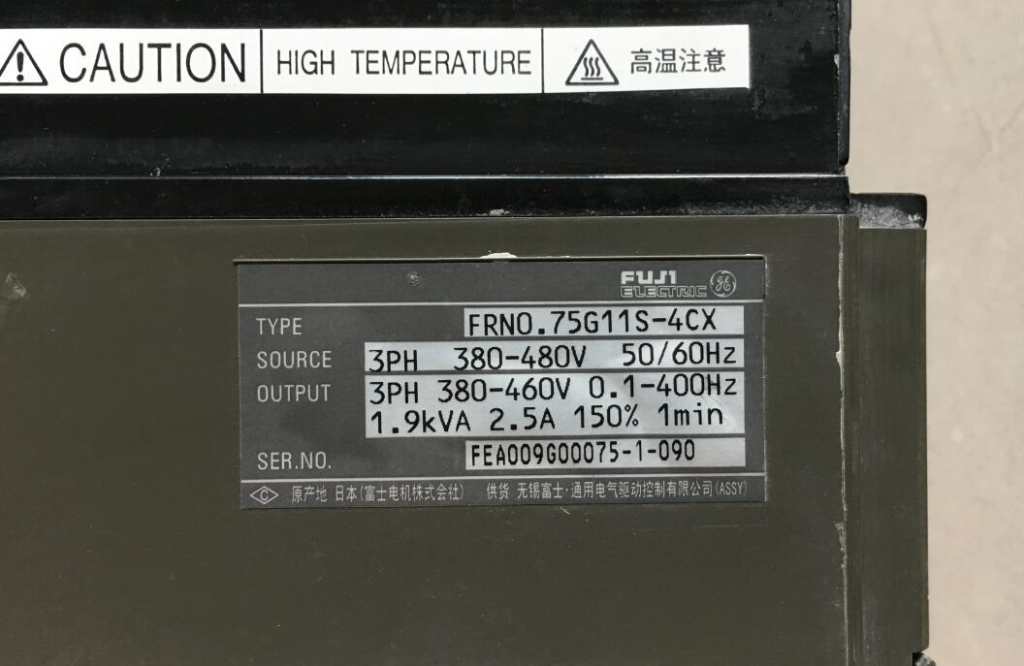 CAUTION HIGH TEMPERATURE 高温注意
FUJI
ELECTRIC GE
TYPE FRN0.75G11S-4CX
SOURCE 3PH 380-480V 50/60Hz
OUTPUT 3PH 380-460V 0.1-400Hz
1.9kVA 2.5A 150% 1min
SER.NO. FEA009G00075-1-090
C 原产地 日本(富士电机株式会社) 供货 无锡富士·通用电气驱动控制有限公司(ASSY)